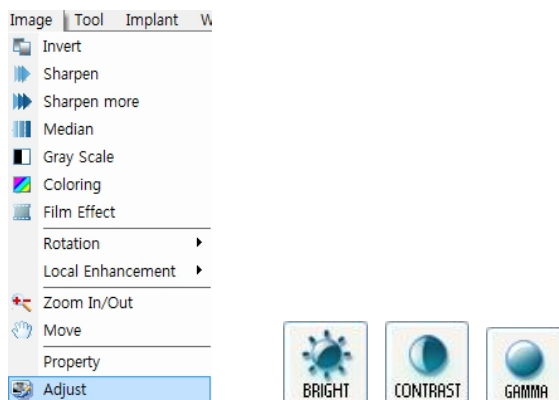 Image Tool Implant W
Invert
Sharpen
Sharpen more
Median
Gray Scale
Coloring
Film Effect
Rotation
Local Enhancement
Zoom In/Out
Move
Property
Adjust
BRIGHT CONTRAST GAMMA